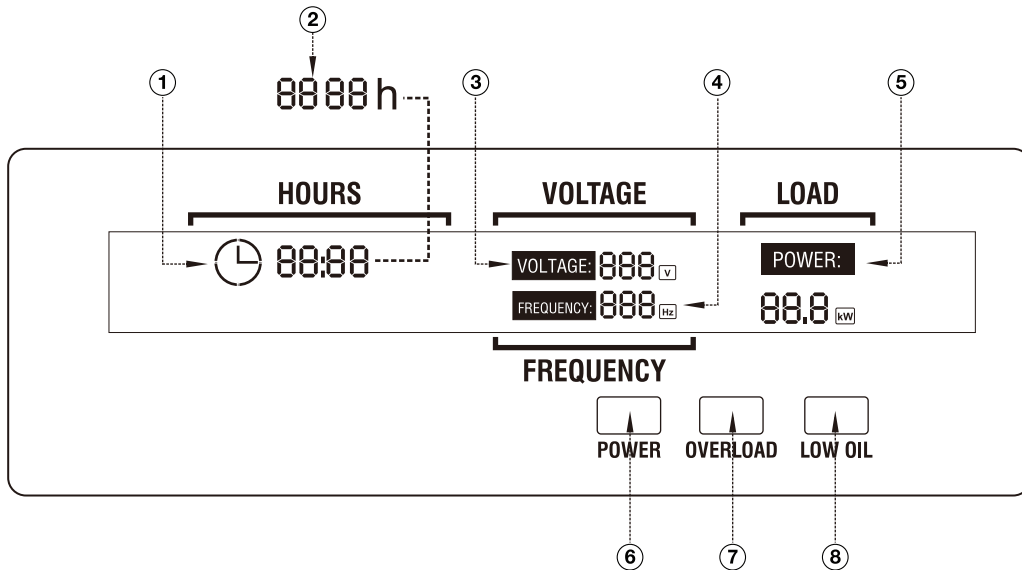 2
1
8888h
3
4
5
HOURS
VOLTAGE
LOAD
88:88
VOLTAGE: 888 V
POWER:
FREQUENCY: 888 Hz
88.8 kW
FREQUENCY
POWER
OVERLOAD
LOW OIL
6
7
8